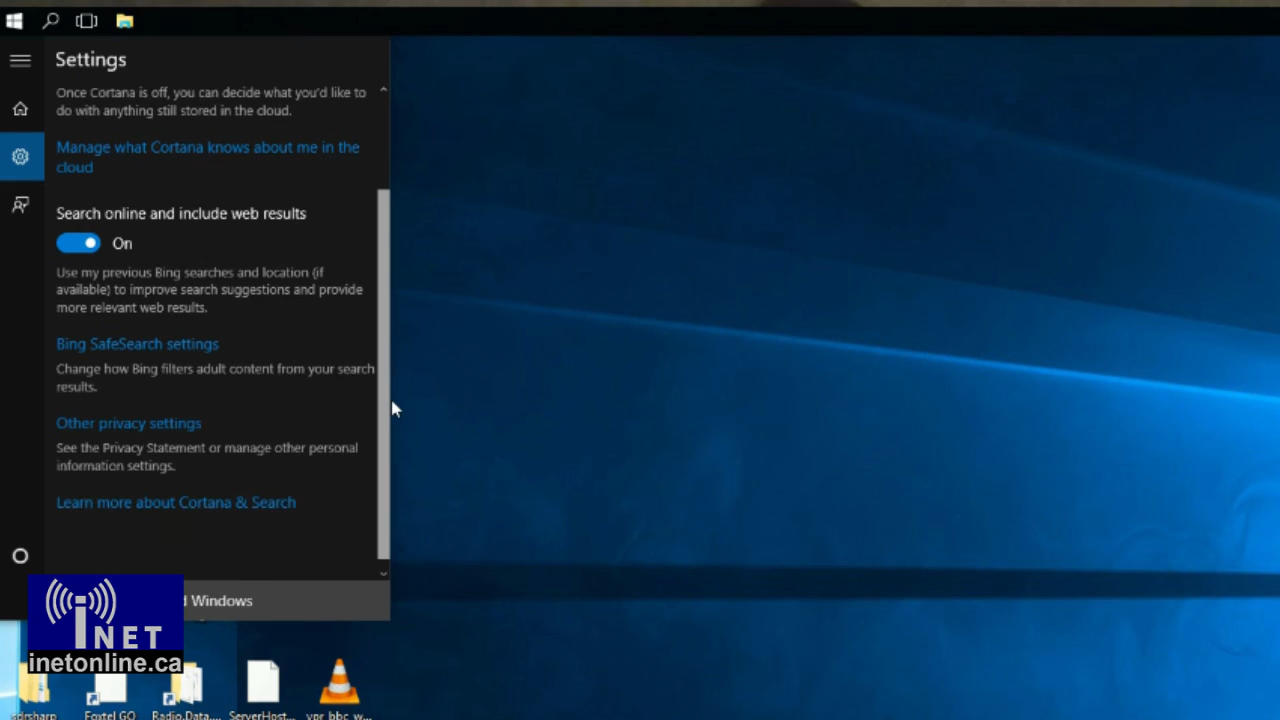 Settings
Once Cortana is off, you can decide what you'd like to
do with anything still stored in the cloud.
Manage what Cortana knows about me in the
cloud
Search online and include web results
On
Use my previous Bing searches and location (if
available) to improve search suggestions and provide
more relevant web results.
Bing SafeSearch settings
Change how Bing filters adult content from your search
results.
Other privacy settings
See the Privacy Statement or manage other personal
information settings.
Learn more about Cortana & Search
d Windows
iNET
inetonline.ca
sdrsharp
Foxtel GO
Radio.Data....
ServerHost...
vpr_bbc_w...